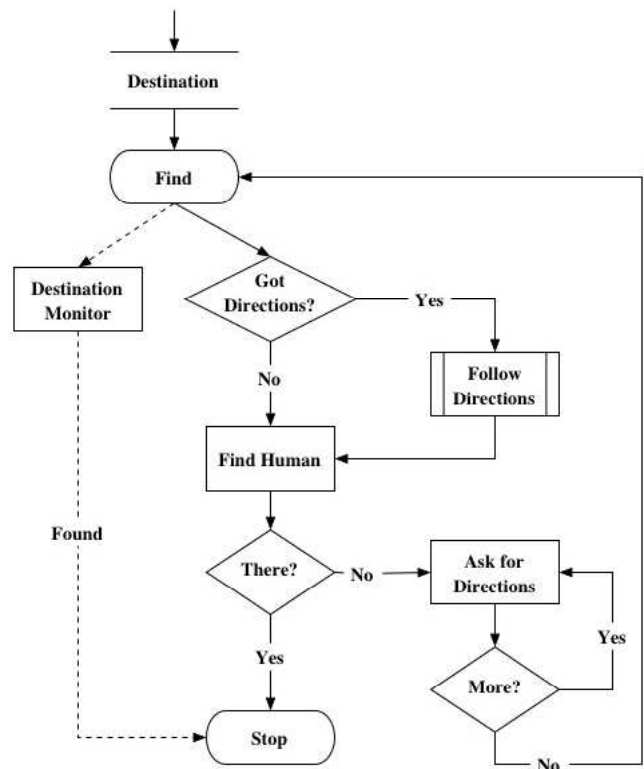 Destination
Find
Destination
Monitor
Got
Directions?
Yes
Follow
Directions
No
Find Human
Found
There?
No
Ask for
Directions
Yes
Yes
More?
Stop
No